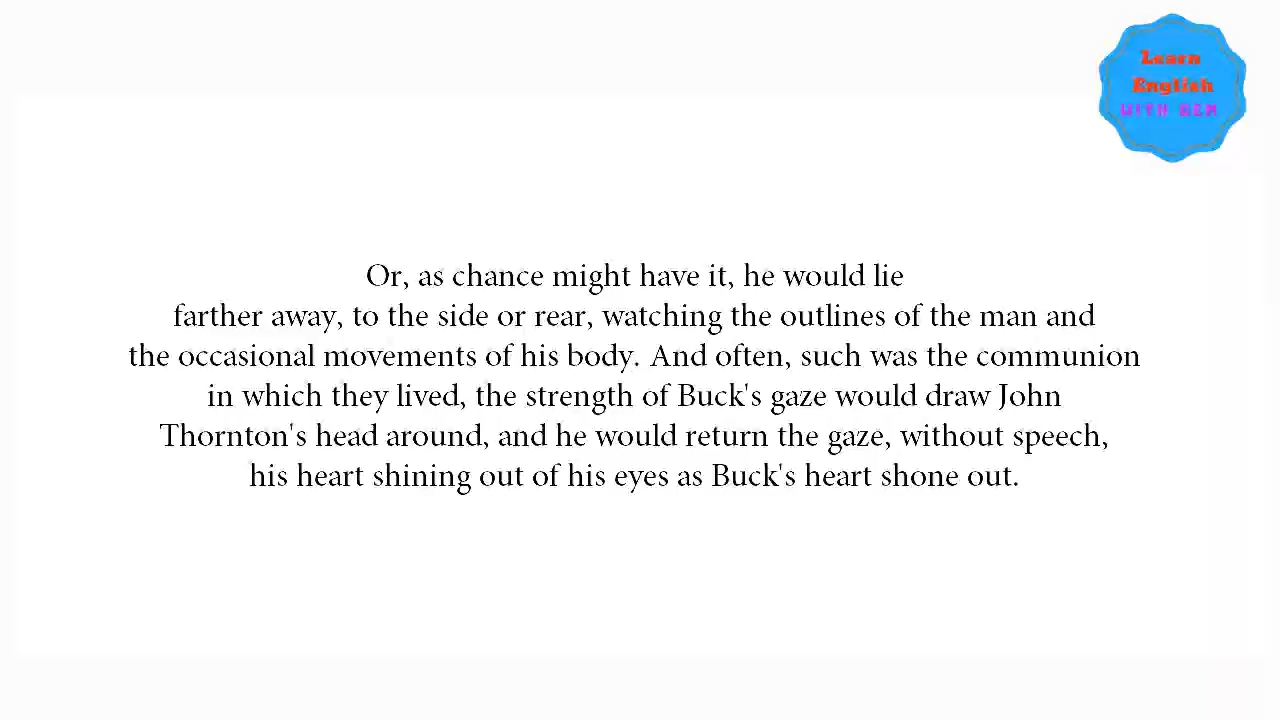 Learn
English
WITH
Or, as chance might have it, he would lie
farther away, to the side or rear, watching the outlines of the man and
the occasional movements of his body. And often, such was the communion
in which they lived, the strength of Buck's gaze would draw John
Thornton's head around, and he would return the gaze, without speech,
his heart shining out of his eyes as Buck's heart shone out.